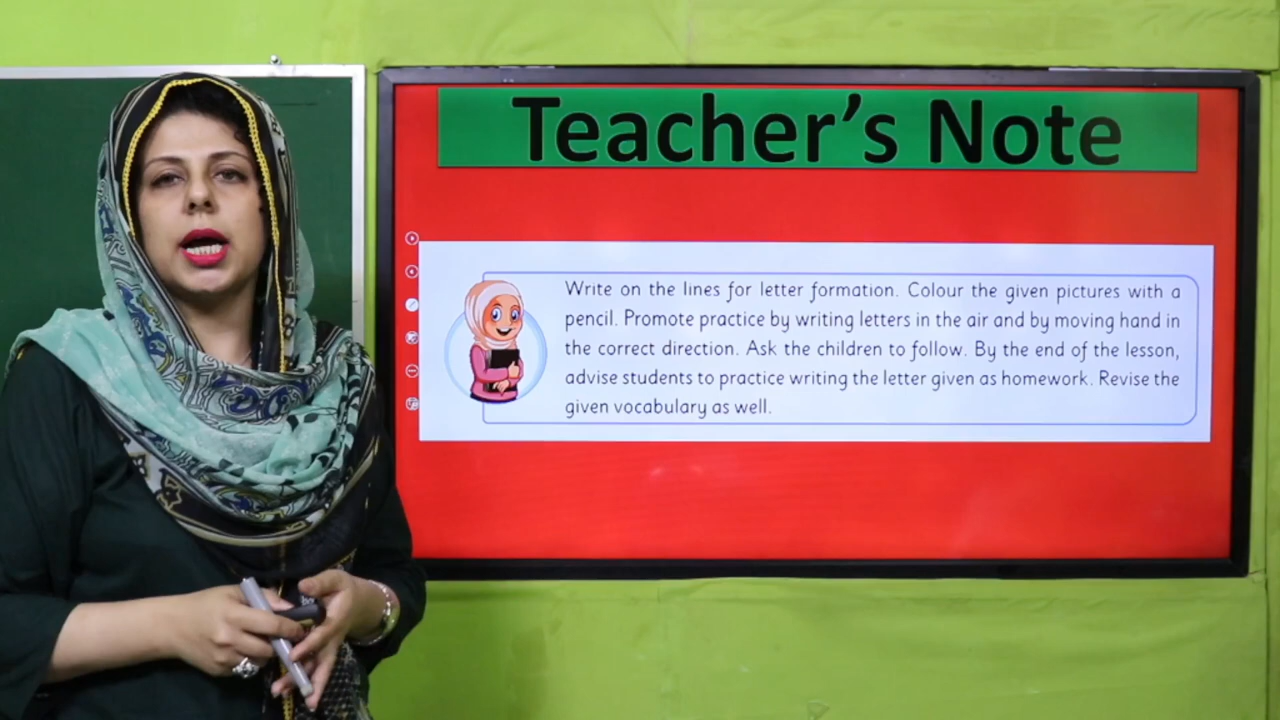 Teacher's Note
Write on the lines for letter formation. Colour the given pictures with a
pencil. Promote practice by writing letters in the air and by moving hand in
the correct direction. Ask the children to follow. By the end of the lesson,
advise students to practice writing the letter given as homework. Revise the
given vocabulary as well.